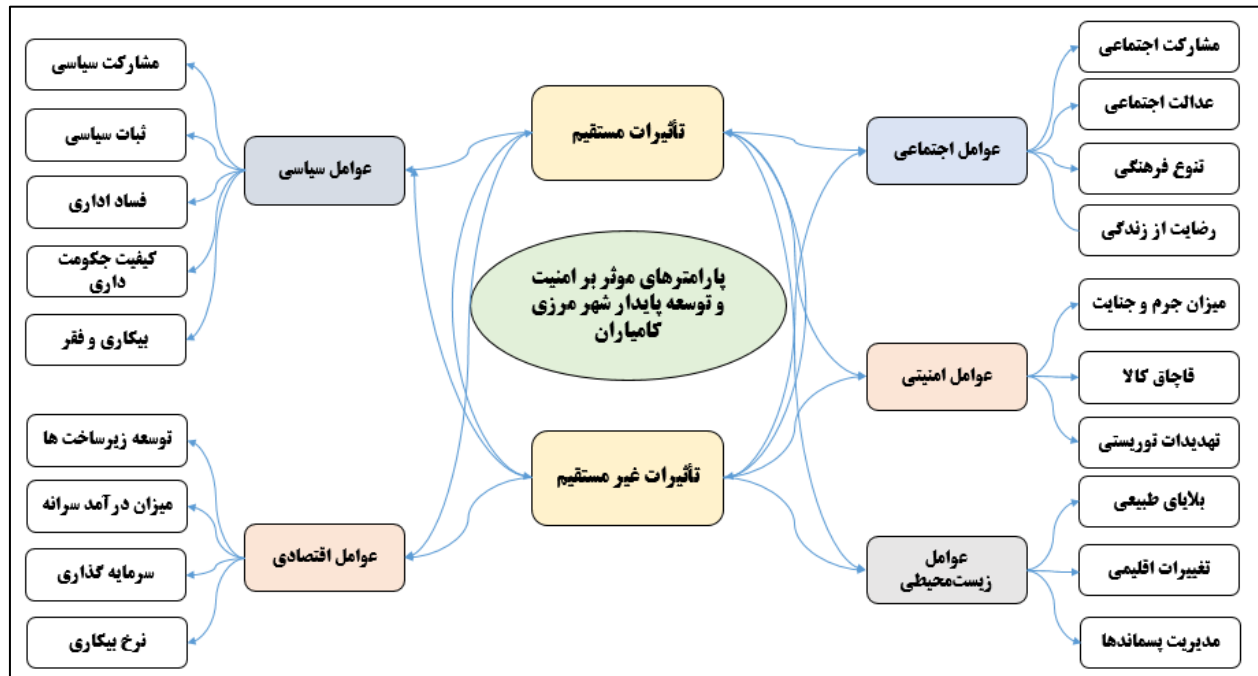 مشارکت اجتماعی
عدالت اجتماعی
تنوع فرهنگی
رضایت از زندگی
عوامل اجتماعی
میزان جرم و جنایت
قاچاق کالا
تهدیدات توریستی
عوامل امنیتی
بلایای طبیعی
تغییرات اقلیمی
مدیریت پسماندها
عوامل
زیست‌محیطی
تأثیرات مستقیم
پارامترهای موثر بر امنیت
و توسعه پایدار شهر مرزی
کامیاران
تأثیرات غیر مستقیم
عوامل سیاسی
مشارکت سیاسی
ثبات سیاسی
فساد اداری
کیفیت جکومت
داری
بیکاری و فقر
عوامل اقتصادی
توسعه زیرساخت ها
میزان درآمد سرانه
سرمایه گذاری
نرخ بیکاری